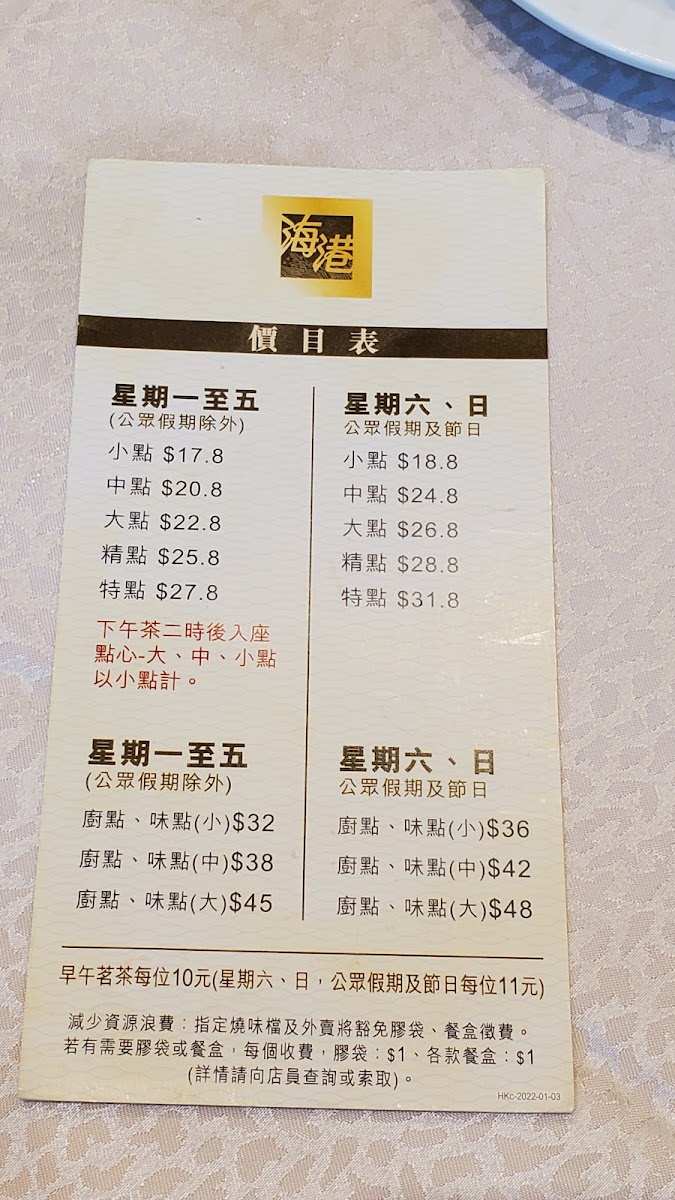 海港
價目表
星期一至五
(公眾假期除外)
小點 $17.8
中點 $20.8
大點 $22.8
精點 $25.8
特點 $27.8
下午茶二時後入座
點心-大、中、小點
以小點計。
星期六、日
公眾假期及節日
小點 $18.8
中點 $24.8
大點 $26.8
精點 $28.8
特點 $31.8
星期一至五
(公眾假期除外)
廚點、味點(小)$32
廚點、味點(中)$38
廚點、味點(大)$45
星期六、日
公眾假期及節日
廚點、味點(小)$36
廚點、味點(中)$42
廚點、味點(大)$48
早午茗茶每位10元(星期六、日，公眾假期及節日每位11元)
減少資源浪費：指定燒味檔及外賣將豁免膠袋、餐盒徵費。
若有需要膠袋或餐盒，每個收費，膠袋：$1、各款餐盒：$1
(詳情請向店員查詢或索取)。
HKc-2022-01-03